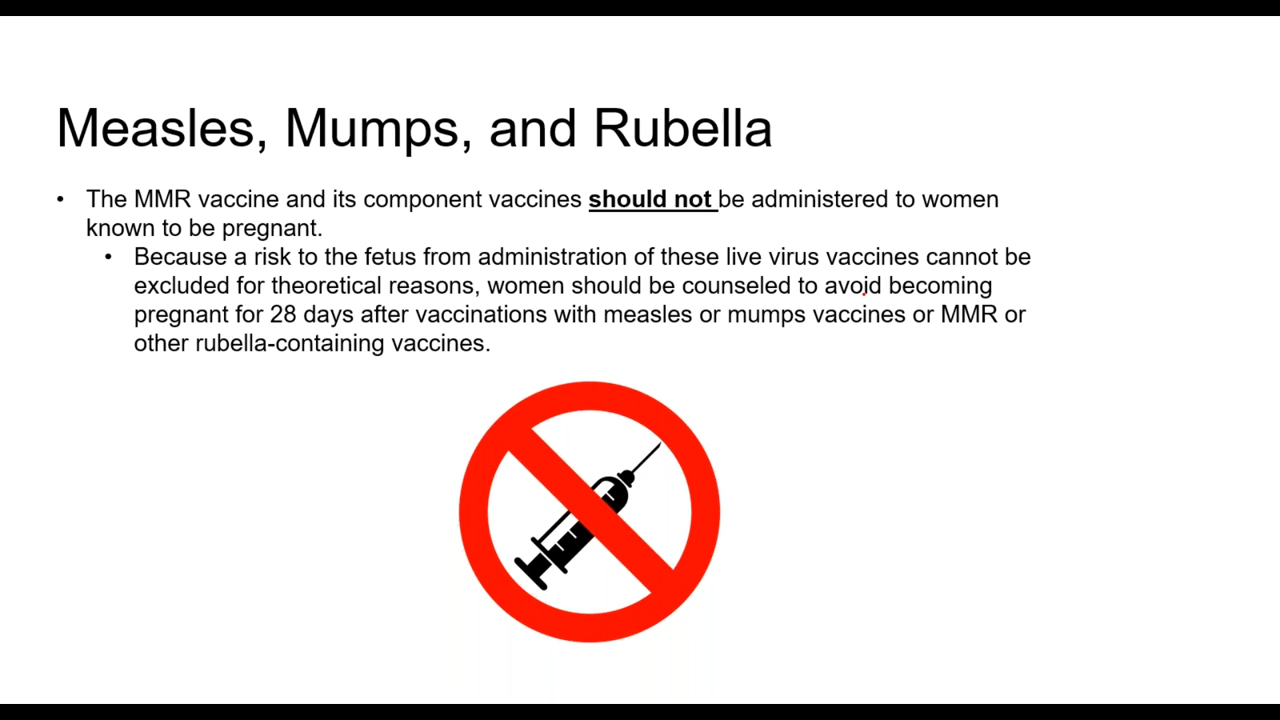 Measles, Mumps, and Rubella
• The MMR vaccine and its component vaccines should not be administered to women
known to be pregnant.
• Because a risk to the fetus from administration of these live virus vaccines cannot be
excluded for theoretical reasons, women should be counseled to avoid becoming
pregnant for 28 days after vaccinations with measles or mumps vaccines or MMR or
other rubella-containing vaccines.